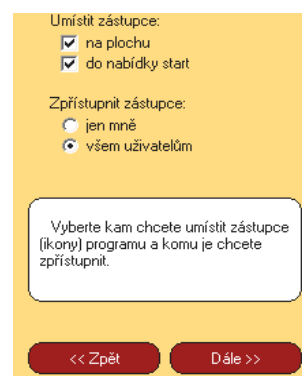 Umístit zástupce:
na plochu
do nabídky start
Zpřístupnit zástupce:
jen mně
všem uživatelům
Vyberte kam chcete umístit zástupce
(ikony) programu a komu je chcete
zpřístupnit.
<< Zpět
Dále >>